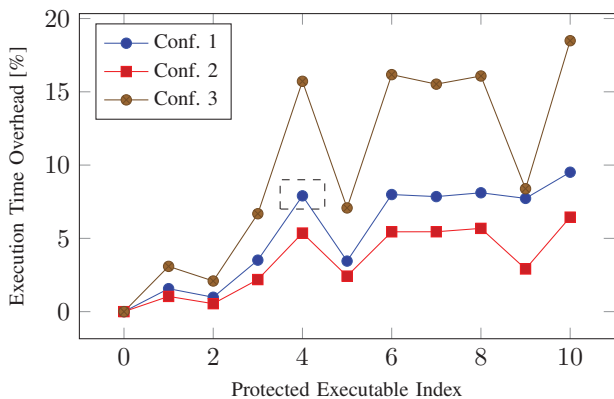 Execution Time Overhead [%]
20
15
10
5
0
Conf. 1
Conf. 2
Conf. 3
0 2 4 6 8 10
Protected Executable Index